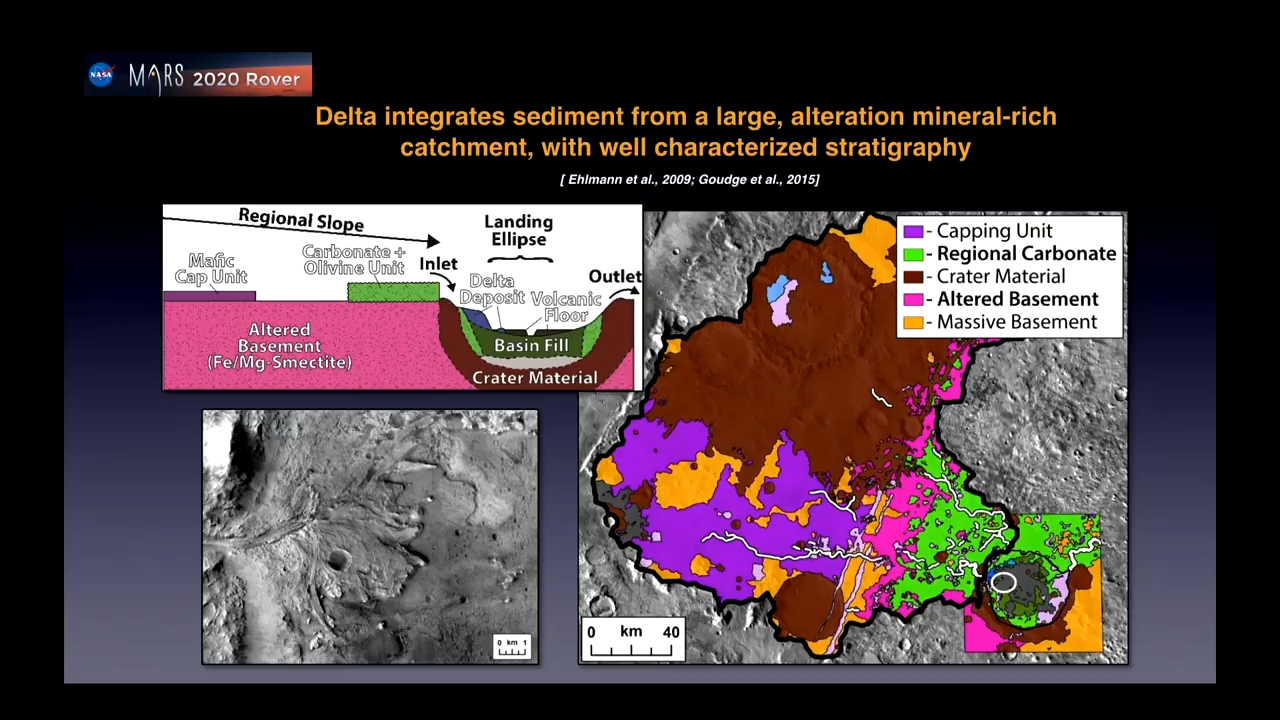 NASA
MARS 2020 Rover
Delta integrates sediment from a large, alteration mineral-rich
catchment, with well characterized stratigraphy
[ Ehlmann et al., 2009; Goudge et al., 2015]
Regional Slope
Landing
Ellipse
Mafic
Cap Unit
Carbonate +
Olivine Unit
Inlet
Delta
Deposit
Volcanic
Floor
Outlet
Altered
Basement
(Fe/Mg-Smectite)
Basin Fill
Crater Material
- Capping Unit
- Regional Carbonate
- Crater Material
- Altered Basement
- Massive Basement
0 km 1
0 km 40